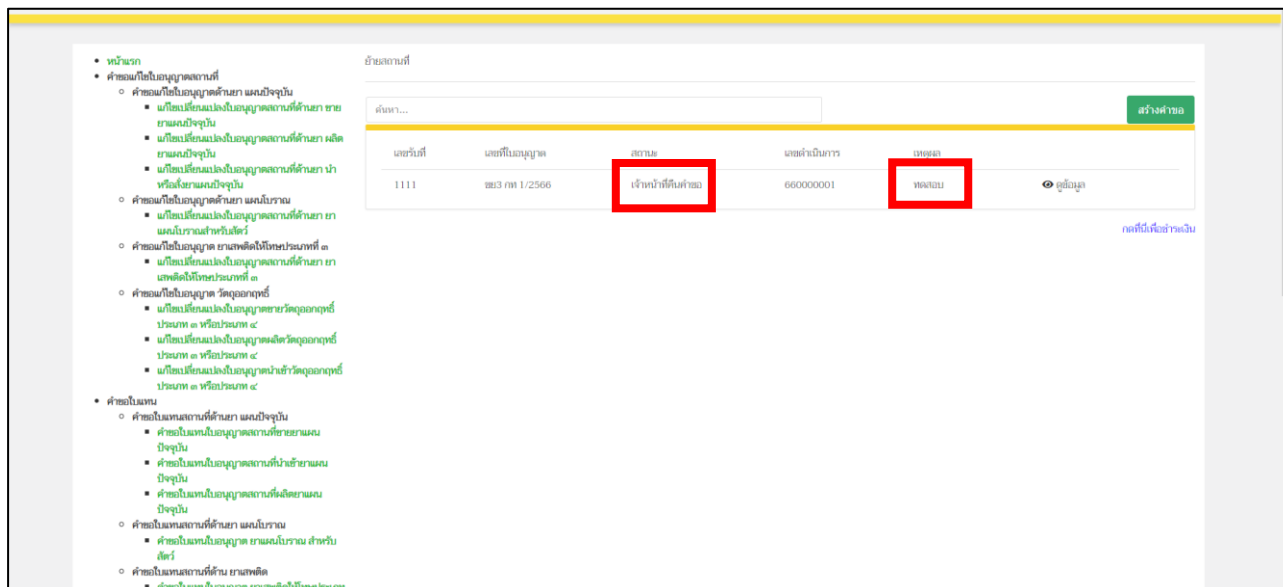 หน้าแรก
คำขอแก้ไขใบอนุญาตสถานที่
คำขอแก้ไขใบอนุญาตด้านยา แผนปัจจุบัน
แก้ไขเปลี่ยนแปลงใบอนุญาตสถานที่ด้านยา ขาย
ยาแผนปัจจุบัน
แก้ไขเปลี่ยนแปลงใบอนุญาตสถานที่ด้านยา ผลิต
ยาแผนปัจจุบัน
แก้ไขเปลี่ยนแปลงใบอนุญาตสถานที่ด้านยา นำ
หรือสั่งยาแผนปัจจุบัน
คำขอแก้ไขใบอนุญาตด้านยา แผนโบราณ
แก้ไขเปลี่ยนแปลงใบอนุญาตสถานที่ด้านยา ยา
แผนโบราณสำหรับสัตว์
คำขอแก้ไขใบอนุญาต ยาเสพติดให้โทษประเภทที่ ๓
แก้ไขเปลี่ยนแปลงใบอนุญาตสถานที่ด้านยา ยา
เสพติดให้โทษประเภทที่ ๓
คำขอแก้ไขใบอนุญาต วัตถุออกฤทธิ์
แก้ไขเปลี่ยนแปลงใบอนุญาตขายวัตถุออกฤทธิ์
ประเภท ๓ หรือประเภท ๔
แก้ไขเปลี่ยนแปลงใบอนุญาตผลิตวัตถุออกฤทธิ์
ประเภท ๓ หรือประเภท ๔
แก้ไขเปลี่ยนแปลงใบอนุญาตนำเข้าวัตถุออกฤทธิ์
ประเภท ๓ หรือประเภท ๔
คำขอใบแทน
คำขอใบแทนสถานที่ด้านยา แผนปัจจุบัน
คำขอใบแทนใบอนุญาตสถานที่ขายยาแผน
ปัจจุบัน
คำขอใบแทนใบอนุญาตสถานที่นำเข้ายาแผน
ปัจจุบัน
คำขอใบแทนใบอนุญาตสถานที่ผลิตยาแผน
ปัจจุบัน
คำขอใบแทนสถานที่ด้านยา แผนโบราณ
คำขอใบแทนใบอนุญาต ยาแผนโบราณ สำหรับ
สัตว์
คำขอใบแทนสถานที่ด้าน ยาเสพติด
คำขอใบแทนใบอนุญาต ยาเสพติดให้โทษประเภท
ย้ายสถานที่
ค้นหา...
สร้างคำขอ
เลขรับที่ เลขที่ใบอนุญาต สถานะ เลขดำเนินการ เหตุผล
1111 ขย3 กท 1/2566 เจ้าหน้าที่คืนคำขอ 660000001 ทดสอบ ดูข้อมูล
กดที่นี่เพื่อชำระเงิน